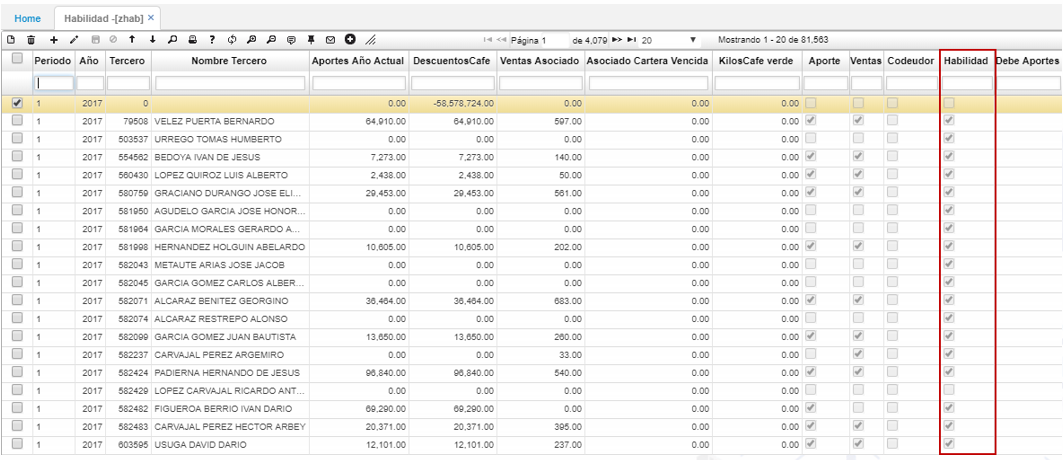 Home Habilidad -[zhab] ×
Página 1 de 4,079 20 Mostrando 1 - 20 de 81,563
Periodo Año Tercero Nombre Tercero Aportes Año Actual DescuentosCafe Ventas Asociado Asociado Cartera Vencida KilosCafe verde Aporte Ventas Codeudor Habilidad Debe Aportes
1 2017 0 0.00 -58,578,724.00 0.00 0.00 0.00
1 2017 79508 VELEZ PUERTA BERNARDO 64,910.00 64,910.00 597.00 0.00 0.00
1 2017 503537 URREGO TOMAS HUMBERTO 0.00 0.00 0.00 0.00 0.00
1 2017 554562 BEDOYA IVAN DE JESUS 7,273.00 7,273.00 140.00 0.00 0.00
1 2017 560430 LOPEZ QUIROZ LUIS ALBERTO 2,438.00 2,438.00 50.00 0.00 0.00
1 2017 580759 GRACIANO DURANGO JOSE ELI... 29,453.00 29,453.00 561.00 0.00 0.00
1 2017 581950 AGUDELO GARCIA JOSE HONOR... 0.00 0.00 0.00 0.00 0.00
1 2017 581964 GARCIA MORALES GERARDO A... 0.00 0.00 0.00 0.00 0.00
1 2017 581998 HERNANDEZ HOLGUIN ABELARDO 10,605.00 10,605.00 202.00 0.00 0.00
1 2017 582043 METAUTE ARIAS JOSE JACOB 0.00 0.00 0.00 0.00 0.00
1 2017 582045 GARCIA GOMEZ CARLOS ALBER... 0.00 0.00 0.00 0.00 0.00
1 2017 582071 ALCARAZ BENITEZ GEORGINO 36,464.00 36,464.00 683.00 0.00 0.00
1 2017 582074 ALCARAZ RESTREPO ALONSO 0.00 0.00 0.00 0.00 0.00
1 2017 582099 GARCIA GOMEZ JUAN BAUTISTA 13,650.00 13,650.00 260.00 0.00 0.00
1 2017 582237 CARVAJAL PEREZ ARGEMIRO 0.00 0.00 33.00 0.00 0.00
1 2017 582424 PADIERNA HERNANDO DE JESUS 96,840.00 96,840.00 540.00 0.00 0.00
1 2017 582429 LOPEZ CARVAJAL RICARDO ANT... 0.00 0.00 0.00 0.00 0.00
1 2017 582482 FIGUEROA BERRIO IVAN DARIO 69,290.00 69,290.00 0.00 0.00 0.00
1 2017 582483 CARVAJAL PEREZ HECTOR ARBEY 20,371.00 20,371.00 395.00 0.00 0.00
1 2017 603595 USUGA DAVID DARIO 12,101.00 12,101.00 237.00 0.00 0.00